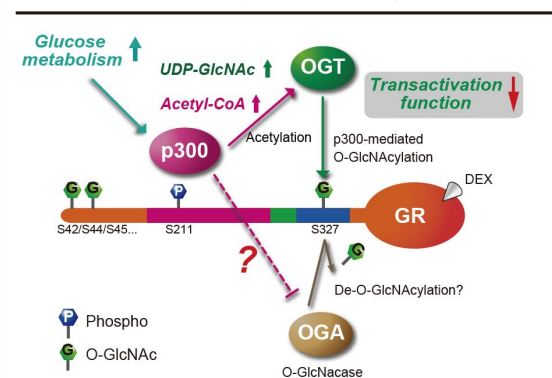 Glucose
metabolism
UDP-GlcNAc
OGT
Transactivation
function
Acetyl-CoA
Acetylation
p300-mediated
O-GlcNAcylation
p300
DEX
G G P G
GR
S42/S44/S45... S211 S327
?
G
De-O-GlcNAcylation?
P Phospho
OGA
G O-GlcNAc
O-GlcNacase